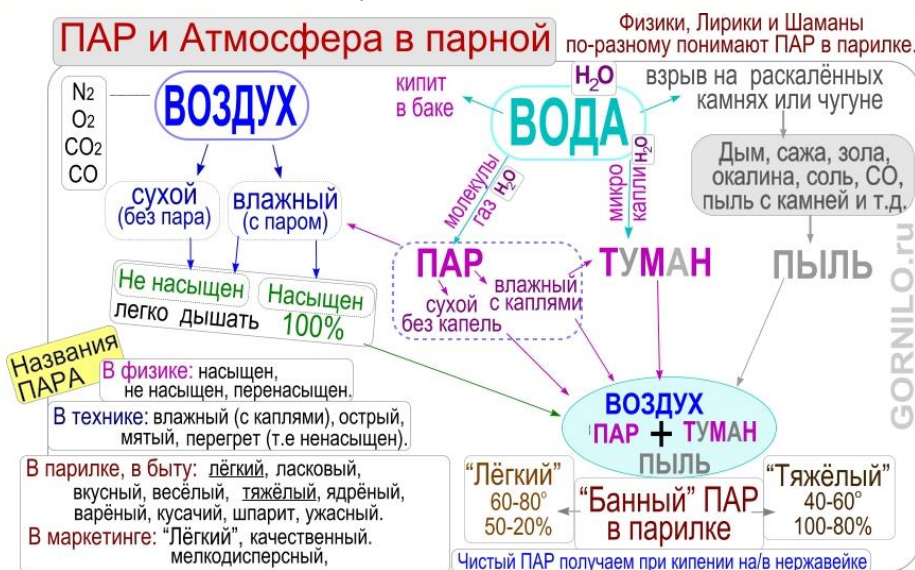 ПАР и Атмосфера в парной
Физики, Лирики и Шаманы
по-разному понимают ПАР в парилке.
N2
O2
CO2
CO
ВОЗДУХ
кипит
в баке
H2O
ВОДА
взрыв на раскалённых
камнях или чугуне
Дым, сажа, зола,
окалина, соль, CO,
пыль с камней и т.д.
сухой
(без пара)
влажный
(с паром)
молекулы
газ H2O
микро
капли H2O
ПАР
сухой
без капель
влажный
с каплями
ТУМАН
ПЫЛЬ
Не насыщен
легко дышать
Насыщен
100%
GORNILO.ru
Названия
ПАРА
В физике: насыщен,
не насыщен, перенасыщен.
В технике: влажный (с каплями), острый,
мятый, перегрет (т.е ненасыщен).
В парилке, в быту: лёгкий, ласковый,
вкусный, весёлый, тяжёлый, ядрёный,
варёный, кусачий, шпарит, ужасный.
В маркетинге: “Лёгкий”, качественный.
мелкодисперсный,
ВОЗДУХ
ПАР + ТУМАН
ПЫЛЬ
“Лёгкий”
60-80°
50-20%
“Банный” ПАР
в парилке
“Тяжёлый”
40-60°
100-80%
Чистый ПАР получаем при кипении на/в нержавейке